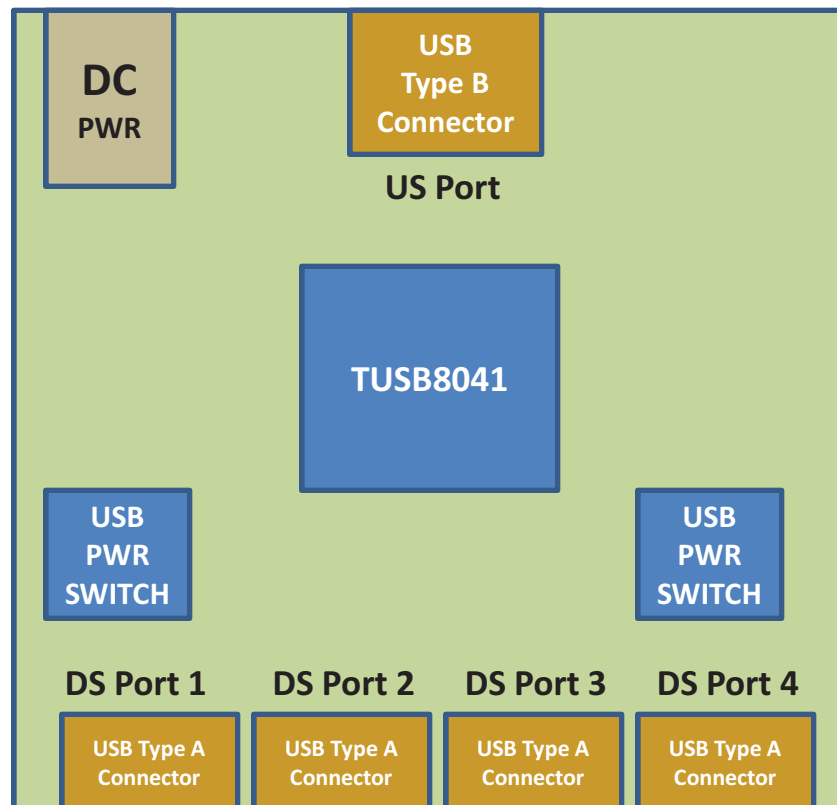 DC
PWR
USB
Type B
Connector
US Port
TUSB8041
USB
PWR
SWITCH
USB
PWR
SWITCH
DS Port 1
DS Port 2
DS Port 3
DS Port 4
USB Type A
Connector
USB Type A
Connector
USB Type A
Connector
USB Type A
Connector